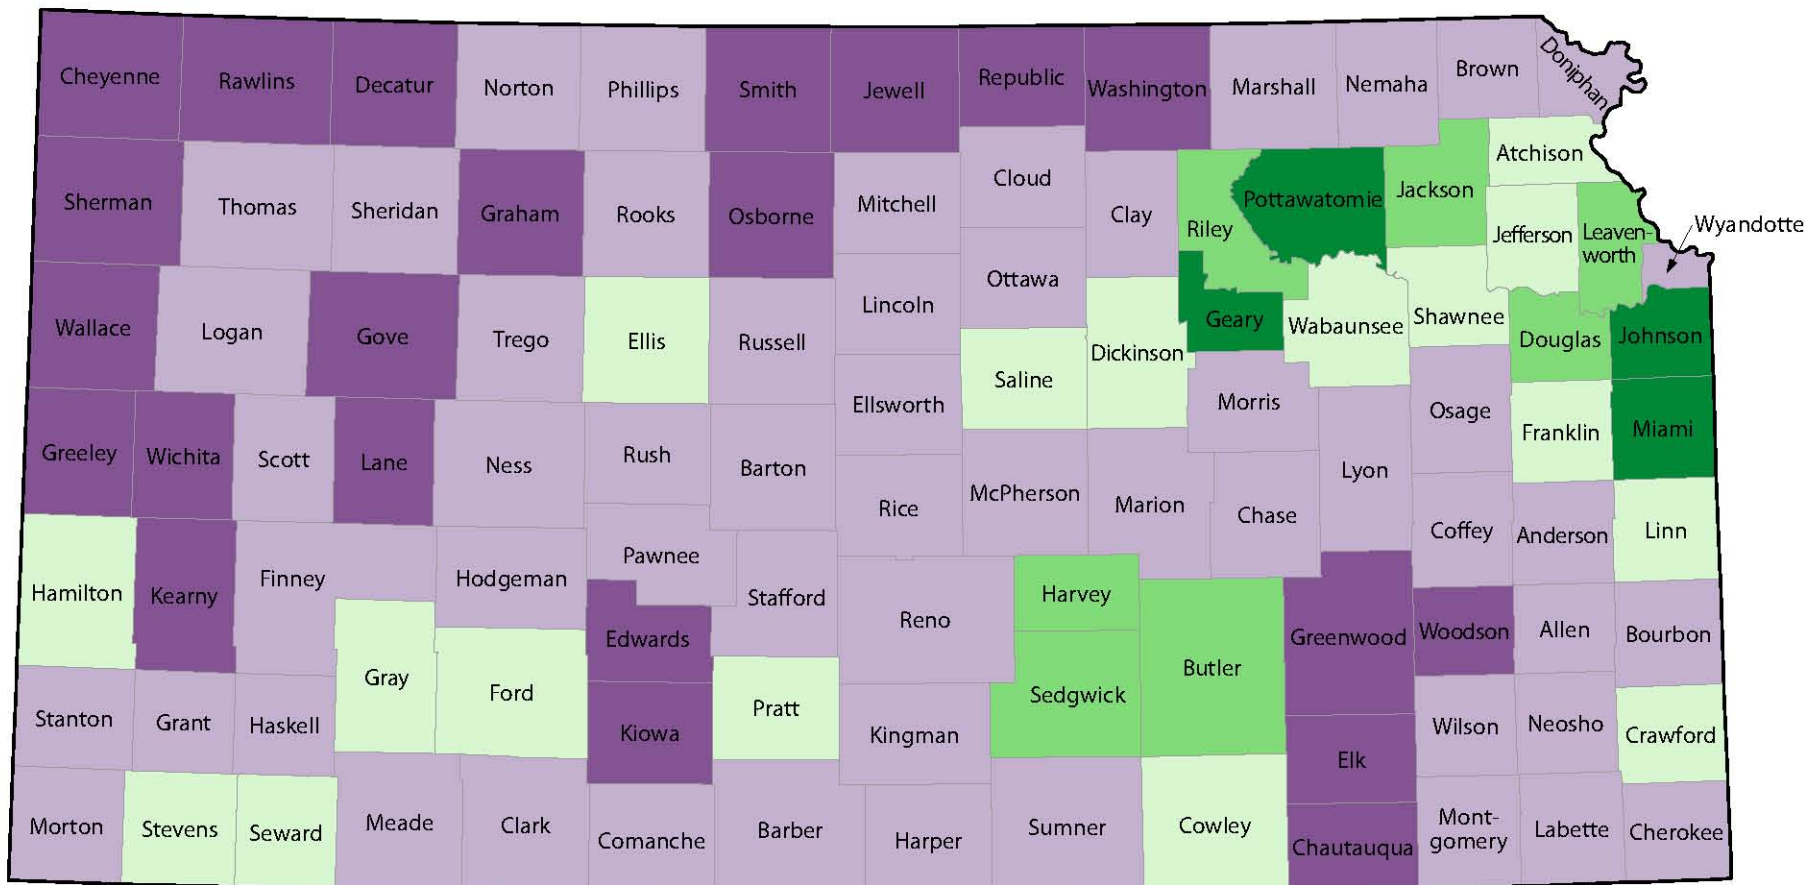 Cheyenne
Rawlins
Decatur
Norton
Phillips
Smith
Jewell
Republic
Washington
Marshall
Nemaha
Brown
Doniphan
Sherman
Thomas
Sheridan
Graham
Rooks
Osborne
Mitchell
Cloud
Clay
Riley
Pottawatomie
Jackson
Atchison
Jefferson
Leaven-
worth
Wyandotte
Wallace
Logan
Gove
Trego
Ellis
Russell
Lincoln
Ottawa
Saline
Dickinson
Geary
Wabaunsee
Shawnee
Douglas
Johnson
Greeley
Wichita
Scott
Lane
Ness
Rush
Barton
Ellsworth
Rice
McPherson
Marion
Morris
Chase
Lyon
Osage
Franklin
Miami
Coffey
Anderson
Linn
Hamilton
Kearny
Finney
Hodgeman
Pawnee
Edwards
Stafford
Reno
Harvey
Sedgwick
Butler
Greenwood
Woodson
Allen
Bourbon
Stanton
Grant
Haskell
Gray
Ford
Kiowa
Pratt
Kingman
Elk
Wilson
Neosho
Crawford
Morton
Stevens
Seward
Meade
Clark
Comanche
Barber
Harper
Sumner
Cowley
Chautauqua
Mont-
gomery
Labette
Cherokee